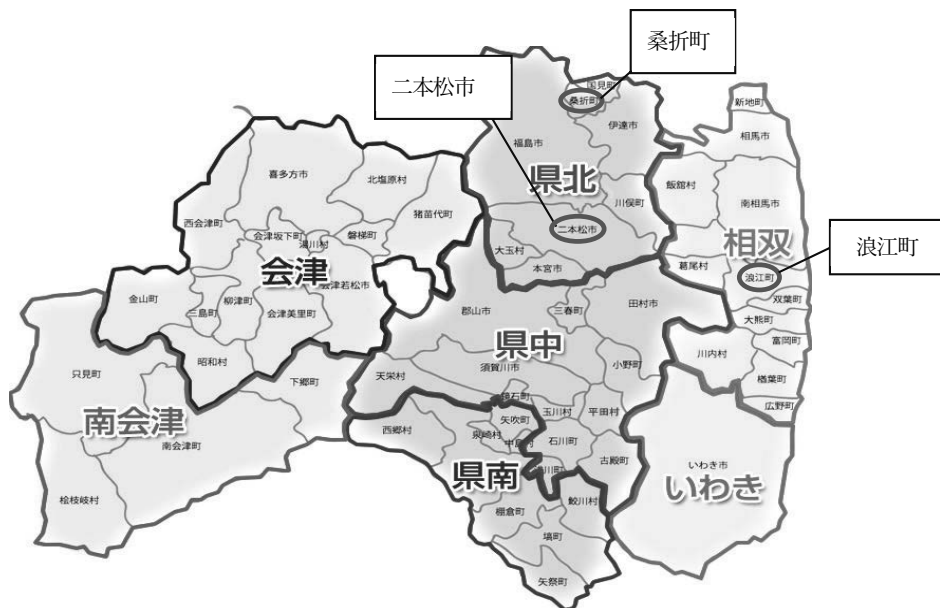 桑折町
二本松市
国見町
桑折町
伊達市
福島市
県北
川俣町
二本松市
大玉村
本宮市
新地町
相馬市
飯舘村
南相馬市
相双
葛尾村
浪江町
浪江町
双葉町
大熊町
富岡町
川内村
楢葉町
広野町
喜多方市
北塩原村
西会津町
猪苗代町
会津坂下町
湯川村
磐梯町
会津
会津若松市
金山町
三島町
柳津町
会津美里町
昭和村
郡山市
三春町
田村市
県中
須賀川市
小野町
天栄村
鏡石町
玉川村
平田村
石川町
古殿町
浅川町
只見町
下郷町
南会津
南会津町
桧枝岐村
西郷村
矢吹町
泉崎村
中島村
県南
棚倉町
鮫川村
塙町
矢祭町
いわき市
いわき